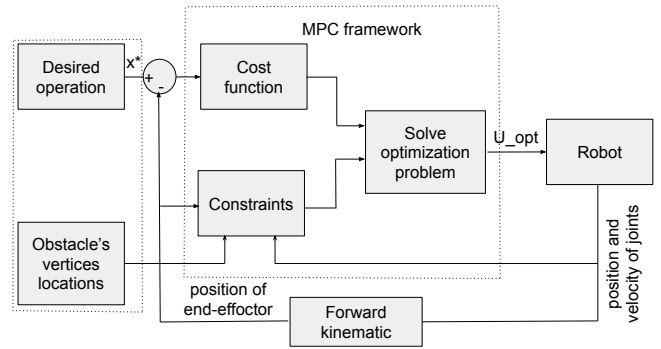 MPC framework
Desired
operation
x*
+
-
Cost
function
Solve
optimization
problem
U_opt
Robot
Constraints
Obstacle's
vertices
locations
position of
end-effoctor
Forward
kinematic
position and
velocity of joints